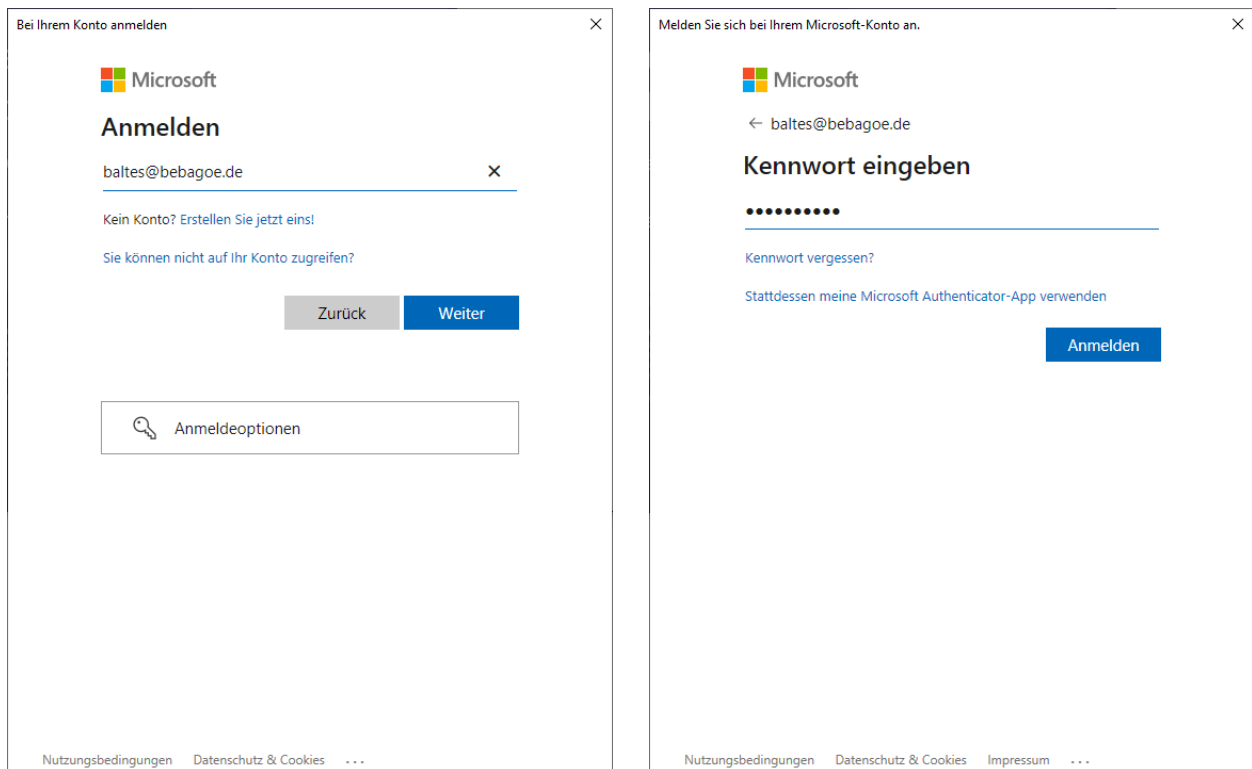 Bei Ihrem Konto anmelden
Microsoft
Anmelden
baltes@bebagoe.de
Kein Konto? Erstellen Sie jetzt eins!
Sie können nicht auf Ihr Konto zugreifen?
Zurück Weiter
Anmeldeoptionen
Nutzungsbedingungen Datenschutz & Cookies ...
Melden Sie sich bei Ihrem Microsoft-Konto an.
Microsoft
baltes@bebagoe.de
Kennwort eingeben
••••••••••
Kennwort vergessen?
Stattdessen meine Microsoft Authenticator-App verwenden
Anmelden
Nutzungsbedingungen Datenschutz & Cookies Impressum ...